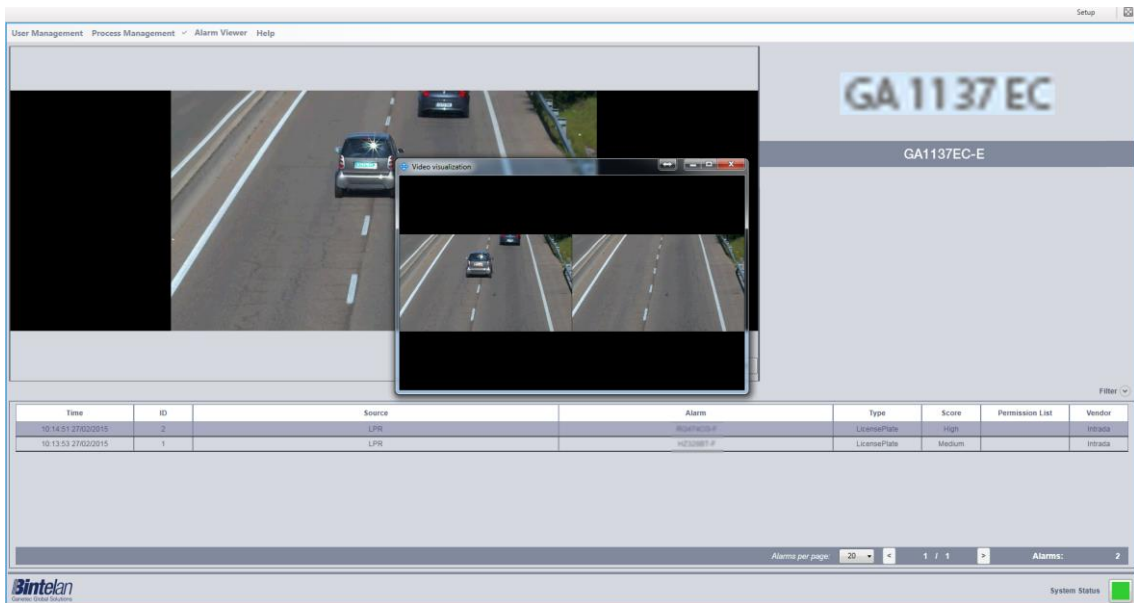 Setup
User Management Process Management Alarm Viewer Help
GA 1137 EC
GA1137EC-E
Video visualization
Filter
Time ID Source Alarm Type Score Permission List Vendor
10:14:51 27/02/2015 2 LPR LicensePlate High Intrada
10:13:53 27/02/2015 1 LPR LicensePlate Medium Intrada
Alarms per page: 20 < 1 / 1 > Alarms: 2
Bintelan
Ganetec Global Solutions
System Status